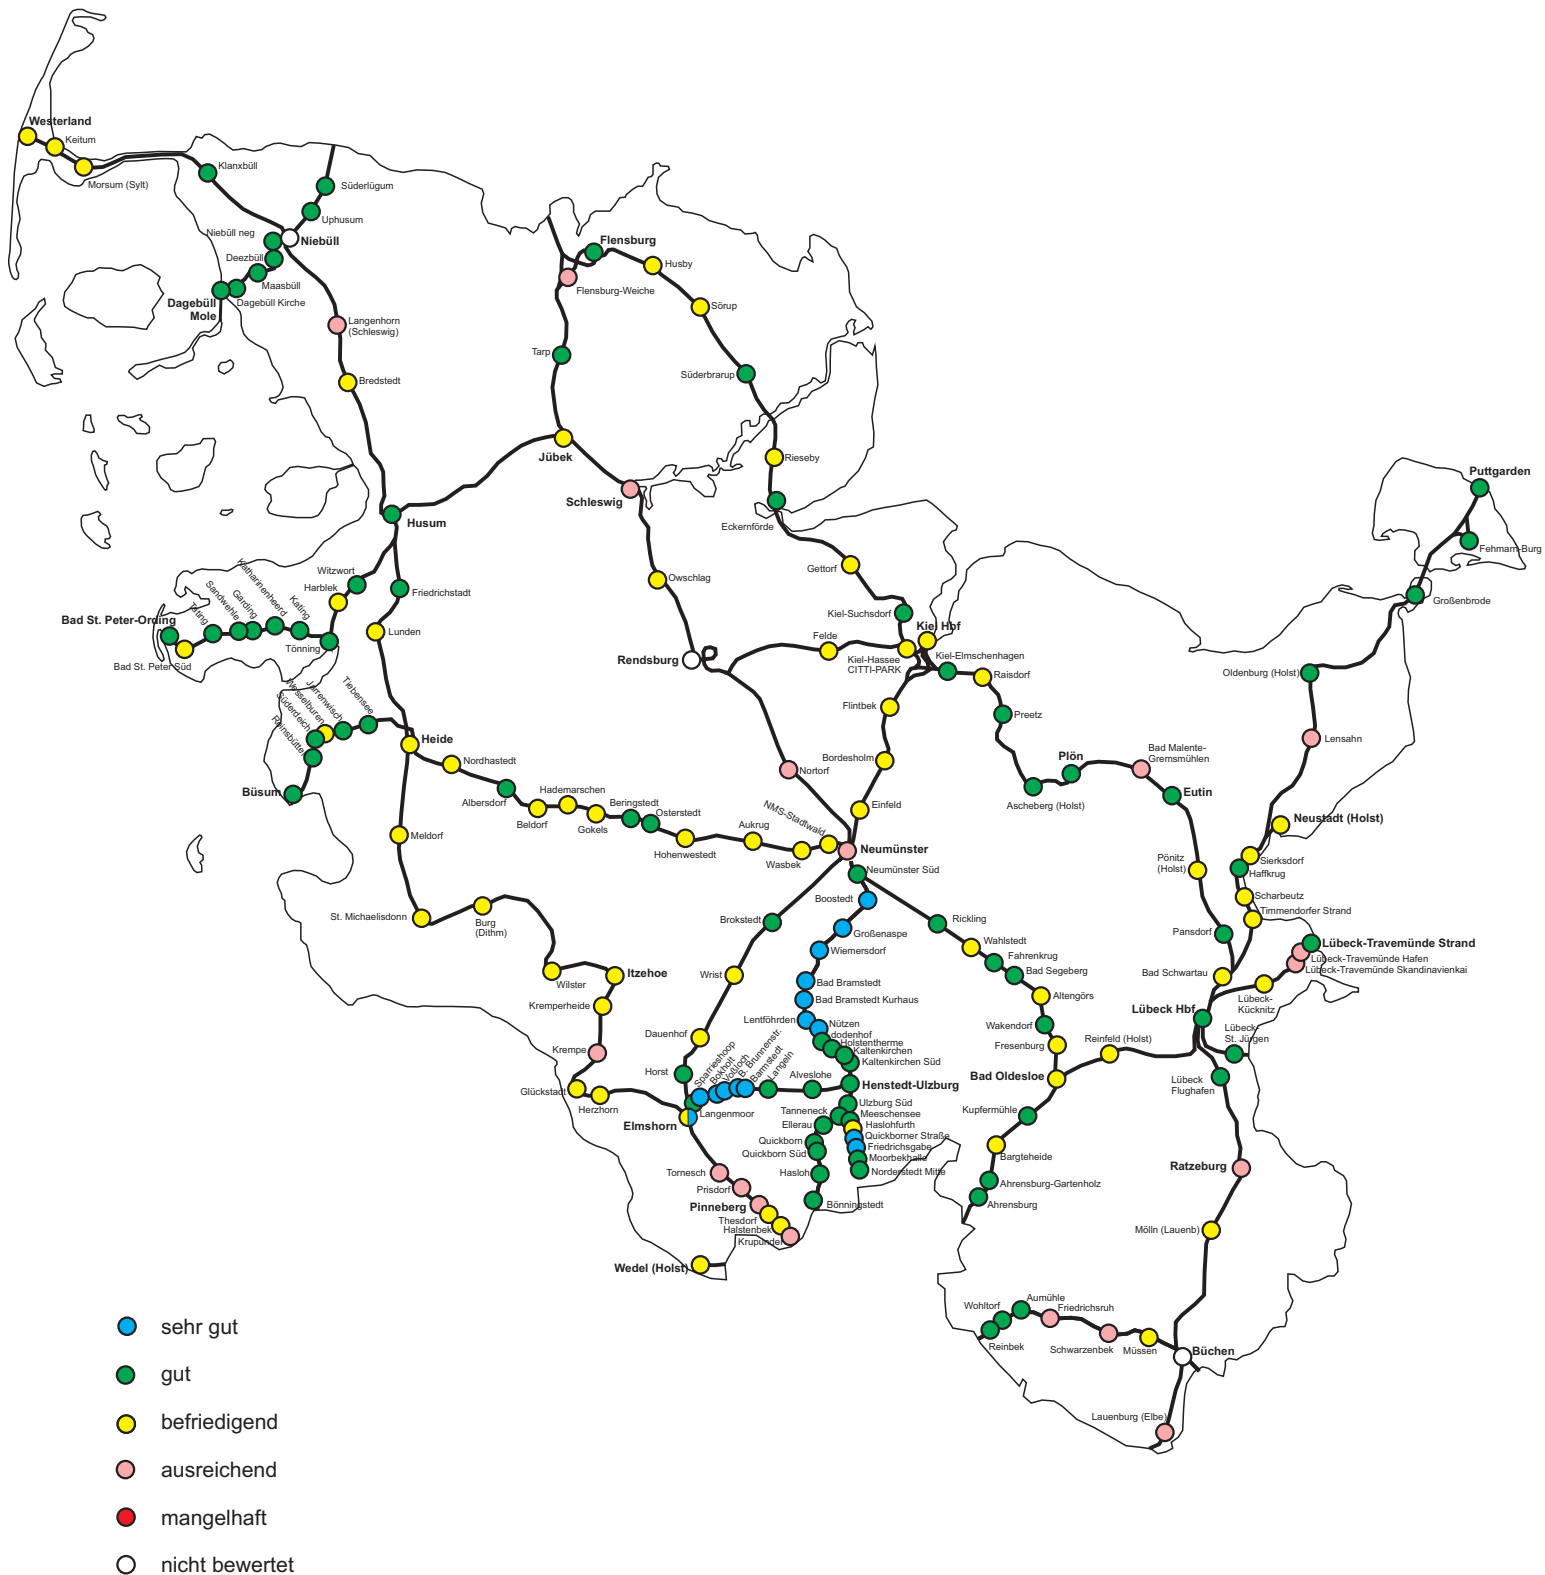 Westerland
Keitum
Morsum (Sylt)
Klanxbüll
Süderlügum
Uphusum
Niebüll neg
Niebüll
Deezbüll
Maasbüll
Dagebüll Kirche
Dagebüll
Mole
Langenhorn
(Schleswig)
Bredstedt
Flensburg
Husby
Flensburg-Weiche
Sörup
Tarp
Süderbrarup
Jübek
Rieseby
Schleswig
Eckernförde
Husum
Owschlag
Gettorf
Puttgarden
Fehmarn-Burg
Großenbrode
Witzwort
Harblek
Friedrichstadt
Katharinenheerd
Sandwehle
Garding
Kating
Tating
Bad St. Peter-Ording
Bad St. Peter Süd
Tönning
Lunden
Kiel-Suchsdorf
Kiel Hbf
Felde
Kiel-Hassee
CITTI-PARK
Kiel-Elmschenhagen
Raisdorf
Rendsburg
Oldenburg (Holst)
Flintbek
Preetz
Tiebensee
Jarrenwisch
Wesselburen
Süderdeich
Reinsbüttel
Büsum
Heide
Nordhastedt
Albersdorf
Hademarschen
Beldorf
Gokels
Beringstedt
Osterstedt
Hohenwestedt
Aukrug
Wasbek
NMS-Stadtwald
Nortorf
Bordesholm
Einfeld
Neumünster
Neumünster Süd
Plön
Ascheberg (Holst)
Bad Malente-
Gremsmühlen
Eutin
Lensahn
Neustadt (Holst)
Sierksdorf
Haffkrug
Scharbeutz
Timmendorfer Strand
Pönitz
(Holst)
Pansdorf
Meldorf
St. Michaelisdonn
Burg
(Dithm)
Wilster
Itzehoe
Kremperheide
Krempe
Glückstadt
Herzhorn
Boostedt
Großenaspe
Wiemersdorf
Bad Bramstedt
Bad Bramstedt Kurhaus
Lentföhrden
Nützen
dodenhof
Holstentherme
Kaltenkirchen
Kaltenkirchen Süd
Brokstedt
Wrist
Dauenhof
Horst
Rickling
Wahlstedt
Fahrenkrug
Bad Segeberg
Altengörs
Wakendorf
Fresenburg
Bad Oldesloe
Reinfeld (Holst)
Bad Schwartau
Lübeck-Travemünde Strand
Lübeck-Travemünde Hafen
Lübeck-Travemünde Skandinavienkai
Lübeck-
Kücknitz
Lübeck Hbf
Lübeck-
St. Jürgen
Lübeck
Flughafen
Sparrieshoop
Bokholt
Voßloch
B. Brunnenstr.
Barmstedt
Langeln
Alveslohe
Henstedt-Ulzburg
Langenmoor
Elmshorn
Ulzburg Süd
Tanneneck
Meeschensee
Haslohfurth
Ellerau
Quickborner Straße
Quickborn
Friedrichsgabe
Quickborn Süd
Moorbekhalle
Hasloh
Norderstedt Mitte
Bönningstedt
Tornesch
Prisdorf
Pinneberg
Thesdorf
Halstenbek
Krupunder
Wedel (Holst)
Kupfermühle
Bargteheide
Ahrensburg-Gartenholz
Ahrensburg
Ratzeburg
Mölln (Lauenb)
Wohltorf
Aumühle
Friedrichsruh
Reinbek
Schwarzenbek
Müssen
Büchen
Lauenburg (Elbe)
sehr gut
gut
befriedigend
ausreichend
mangelhaft
nicht bewertet